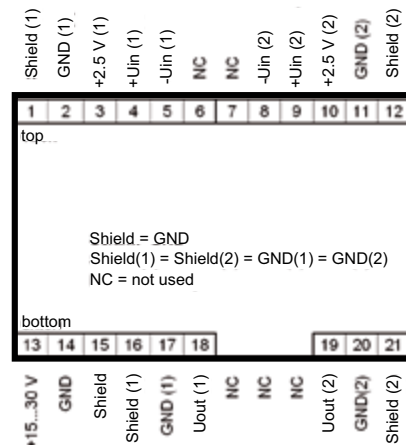 Shield (1)
GND (1)
+2.5 V (1)
+Uin (1)
-Uin (1)
NC
NC
-Uin (2)
+Uin (2)
+2.5 V (2)
GND (2)
Shield (2)
1 2 3 4 5 6 7 8 9 10 11 12
top
Shield = GND
Shield(1) = Shield(2) = GND(1) = GND(2)
NC = not used
bottom
13 14 15 16 17 18 19 20 21
+15...30 V
GND
Shield
Shield (1)
GND (1)
Uout (1)
NC
NC
NC
Uout (2)
GND(2)
Shield (2)